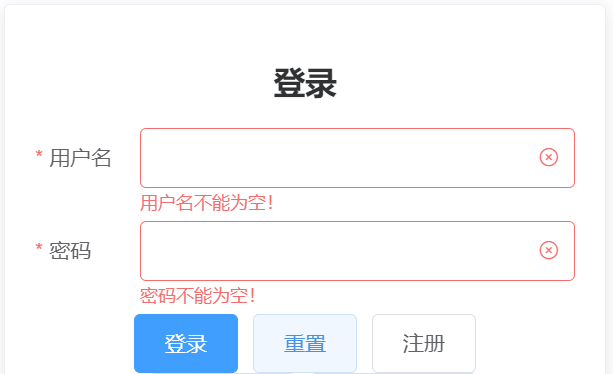 登录
* 用户名
用户名不能为空!
* 密码
密码不能为空!
登录 重置 注册